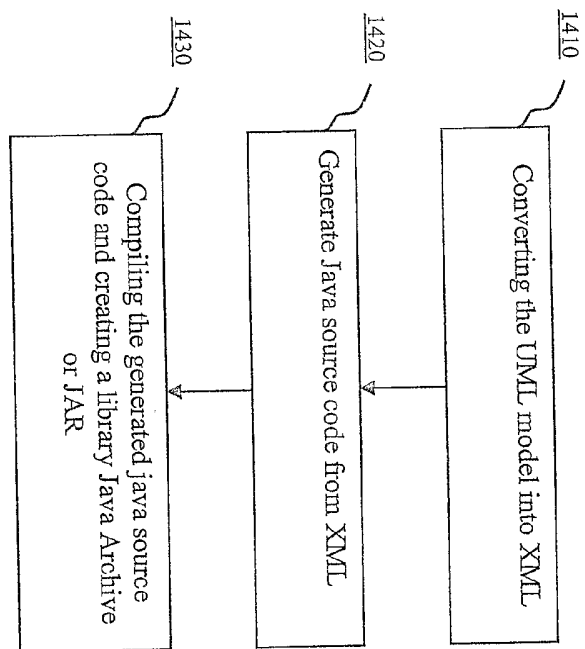 1410
Converting the UML model into XML
1420
Generate Java source code from XML
1430
Compiling the generated java source
code and creating a library Java Archive
or JAR